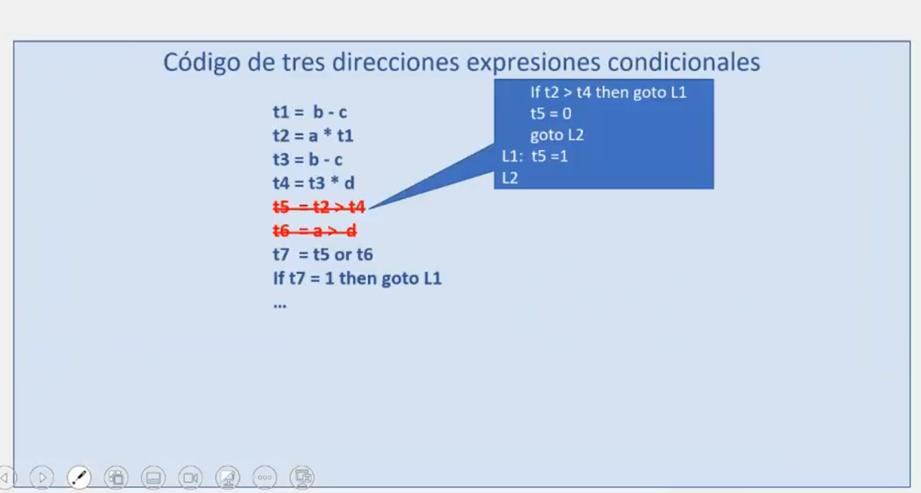 Código de tres direcciones expresiones condicionales
t1 = b - c
t2 = a * t1
t3 = b - c
t4 = t3 * d
t5 = t2 > t4
t6 = a > d
t7 = t5 or t6
If t7 = 1 then goto L1
...
If t2 > t4 then goto L1
t5 = 0
goto L2
L1: t5 =1
L2